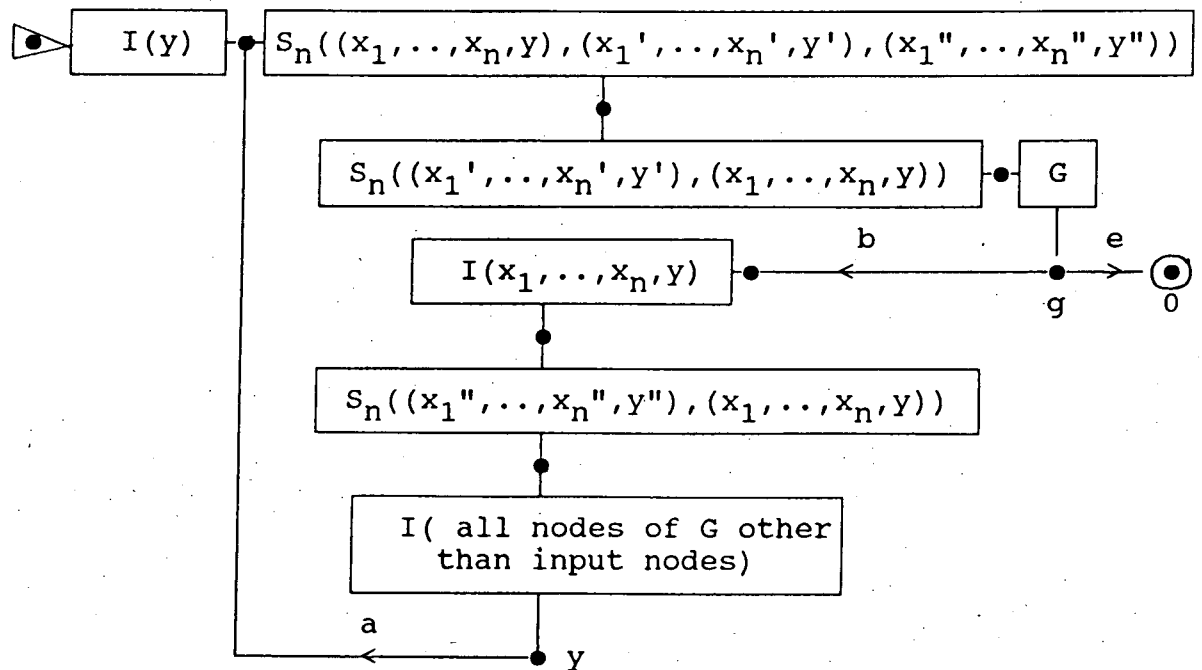 I(y)
S_n((x_1,..,x_n,y),(x_1',..,x_n',y'),(x_1",..,x_n",y"))
S_n((x_1',..,x_n',y'),(x_1,..,x_n,y))
G
b
e
I(x_1,..,x_n,y)
g
0
S_n((x_1",..,x_n",y"),(x_1,..,x_n,y))
I( all nodes of G other
than input nodes)
a
y